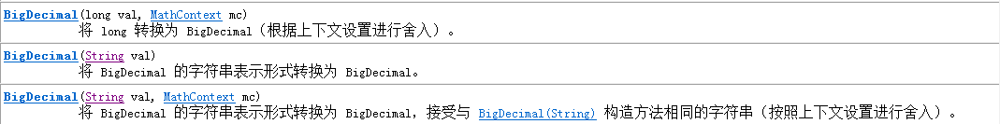 BigDecimal(long val, MathContext mc)
将 long 转换为 BigDecimal（根据上下文设置进行舍入）。
BigDecimal(String val)
将 BigDecimal 的字符串表示形式转换为 BigDecimal。
BigDecimal(String val, MathContext mc)
将 BigDecimal 的字符串表示形式转换为 BigDecimal，接受与 BigDecimal(String) 构造方法相同的字符串（按照上下文设置进行舍入）。